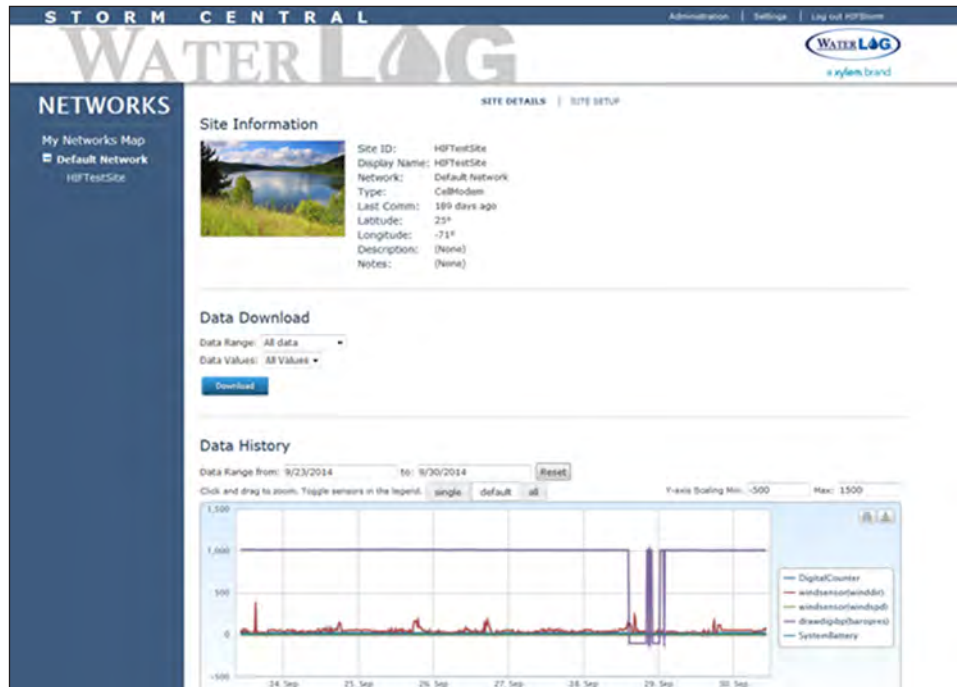 STORM CENTRAL
Administration | Settings | Log out HIFStorm
WATERLOG
WATERLOG
a xylem brand
NETWORKS
My Networks Map
Default Network
HIFTestSite
SITE DETAILS | SITE SETUP
Site Information
Site ID: HIFTestSite
Display Name: HIFTestSite
Network: Default Network
Type: CellModem
Last Comm: 189 days ago
Latitude: 25°
Longitude: -71°
Description: (None)
Notes: (None)
Data Download
Data Range: All data
Data Values: All Values
Download
Data History
Data Range from: 9/23/2014 to: 9/30/2014 Reset
Click and drag to zoom. Toggle sensors in the legend. single default all Y-axis Scaling Min: -500 Max: 1500
1,500
1,000
500
0
-500
DigitalCounter
windsensor(winddir)
windsensor(windspd)
drawdigibp(baropres)
SystemBattery
24. Sep 25. Sep 26. Sep 27. Sep 28. Sep 29. Sep 30. Sep